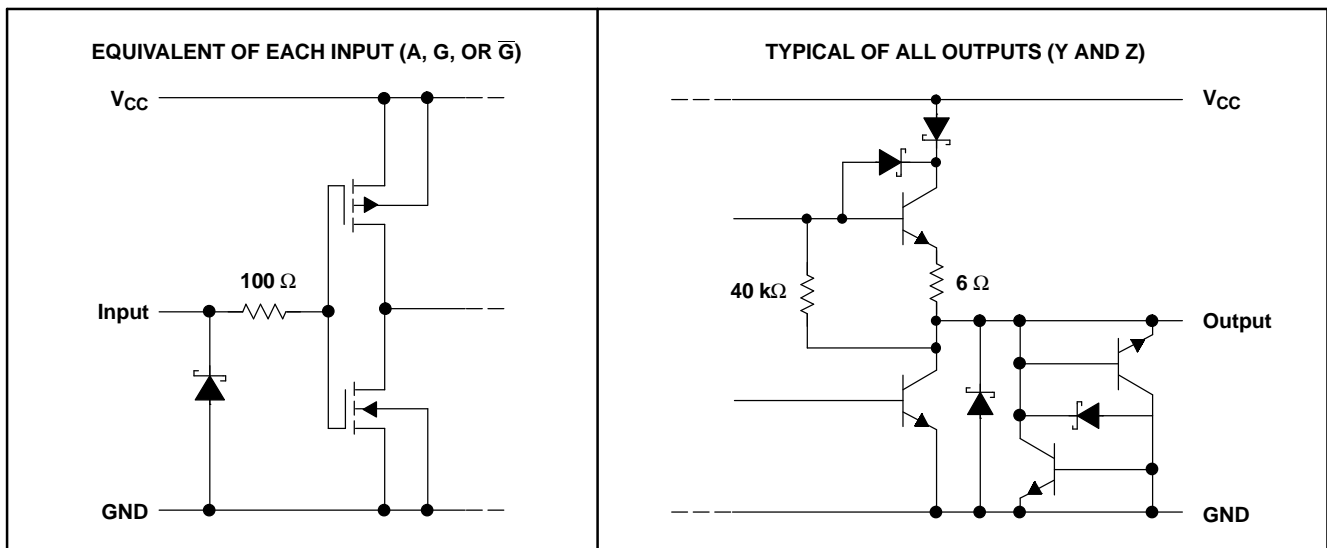 EQUIVALENT OF EACH INPUT (A, G, OR G̅)
VCC
100 Ω
Input
GND
TYPICAL OF ALL OUTPUTS (Y AND Z)
VCC
40 kΩ
6 Ω
Output
GND